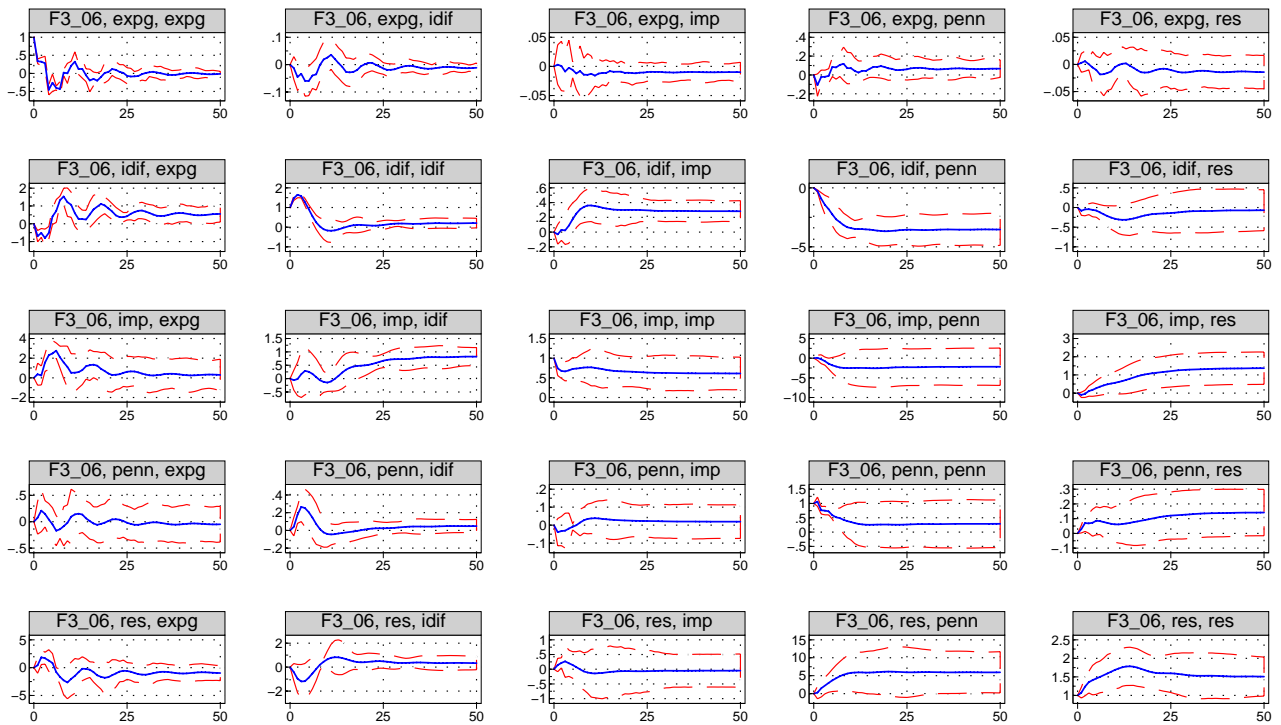 F3_06, expg, expg
1
.5
0
−.5
0 25 50
F3_06, expg, idif
1
0
−1
0 25 50
F3_06, expg, imp
.05
0
−.05
0 25 50
F3_06, expg, penn
.4
.2
0
−.2
0 25 50
F3_06, expg, res
.05
0
−.05
0 25 50
F3_06, idif, expg
2
1
0
−1
0 25 50
F3_06, idif, idif
2
1
0
−1
0 25 50
F3_06, idif, imp
.6
.4
.2
0
−.2
0 25 50
F3_06, idif, penn
0
−5
0 25 50
F3_06, idif, res
.5
0
−.5
−1
0 25 50
F3_06, imp, expg
4
2
0
−2
0 25 50
F3_06, imp, idif
1.5
1
.5
0
−.5
0 25 50
F3_06, imp, imp
1.5
1
.5
0
0 25 50
F3_06, imp, penn
5
0
−5
−10
0 25 50
F3_06, imp, res
3
2
1
0
0 25 50
F3_06, penn, expg
.5
0
−.5
0 25 50
F3_06, penn, idif
.4
.2
0
−.2
0 25 50
F3_06, penn, imp
.2
.1
0
−.1
0 25 50
F3_06, penn, penn
1.5
1
.5
0
−.5
0 25 50
F3_06, penn, res
.3
.2
.1
0
−.1
0 25 50
F3_06, res, expg
5
0
−5
0 25 50
F3_06, res, idif
2
0
−2
0 25 50
F3_06, res, imp
1
.5
0
−.5
−1
0 25 50
F3_06, res, penn
15
10
5
0
0 25 50
F3_06, res, res
2.5
2
1.5
1
0 25 50